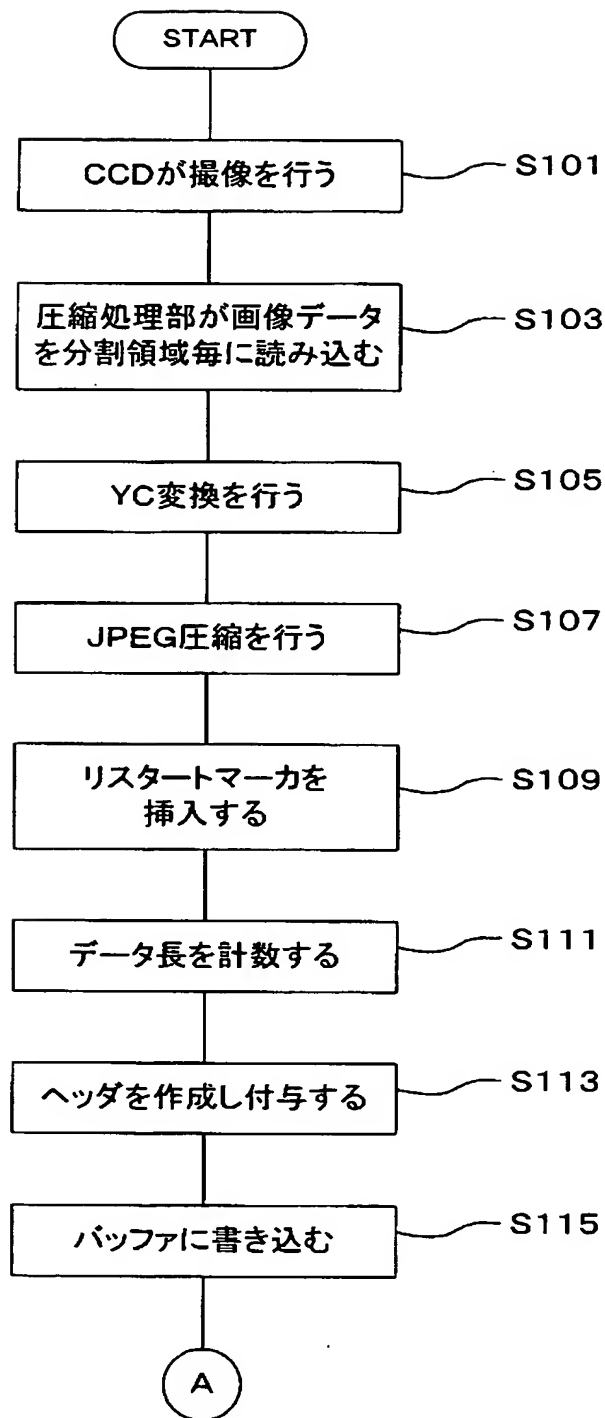 START
CCDが撮像を行う
S101
圧縮処理部が画像データ
を分割領域毎に読み込む
S103
YC変換を行う
S105
JPEG圧縮を行う
S107
リスタートマーカを
挿入する
S109
データ長を計数する
S111
ヘッダを作成し付与する
S113
バッファに書き込む
S115
A